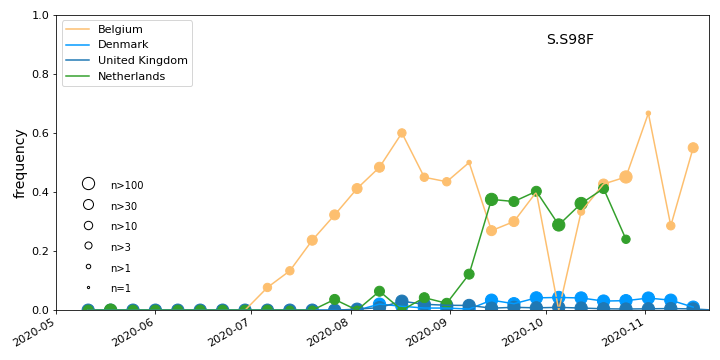 1.0
0.8
0.6
0.4
0.2
0.0
frequency
Belgium
Denmark
United Kingdom
Netherlands
S.S98F
n>100
n>30
n>10
n>3
n>1
n=1
2020-05
2020-06
2020-07
2020-08
2020-09
2020-10
2020-11